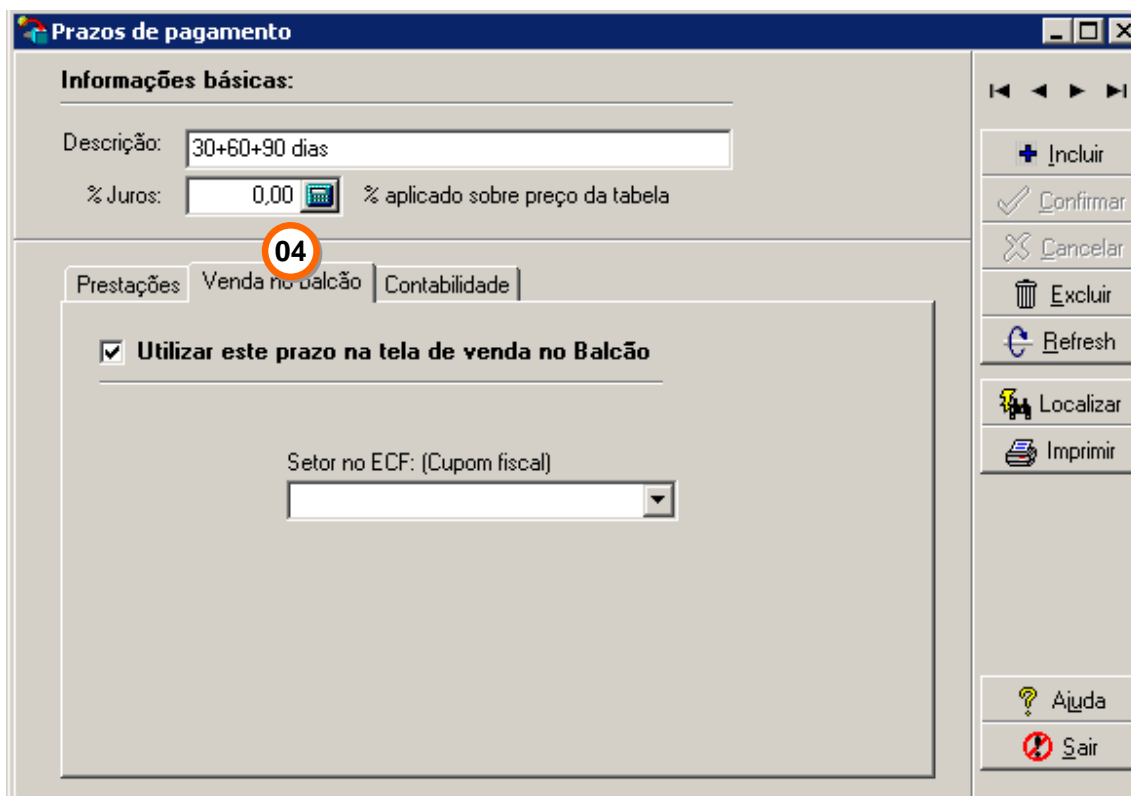 Prazos de pagamento
Informações básicas:
Descrição: 30+60+90 dias
% Juros: 0,00 % aplicado sobre preço da tabela
04
Prestações Venda no balcão Contabilidade
Utilizar este prazo na tela de venda no Balcão
Setor no ECF: (Cupom fiscal)
Incluir
Confirmar
Cancelar
Excluir
Refresh
Localizar
Imprimir
Ajuda
Sair